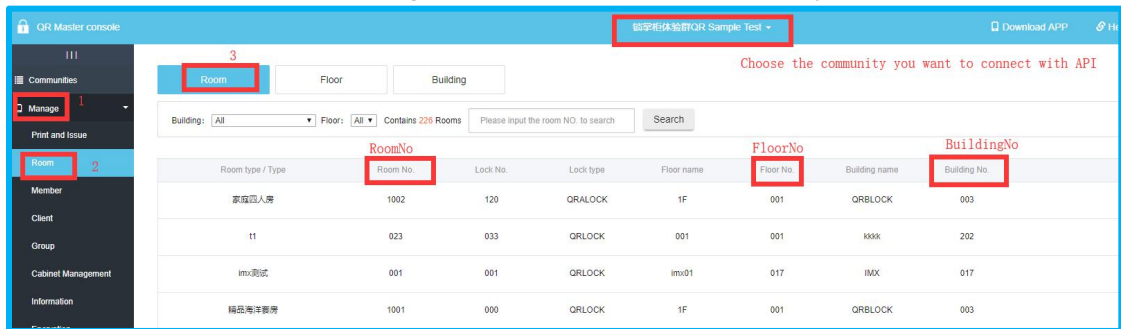 QR Master console
锁掌柜体验群QR Sample Test
Download APP
He
Communities
1
Manage
Print and Issue
Room
2
Member
Client
Group
Cabinet Management
Information
Encryption
3
Room
Floor
Building
Choose the community you want to connect with API
Building: All Floor: All Contains 226 Rooms Please input the room NO. to search Search
RoomNo FloorNo BuildingNo
Room type / Type Room No. Lock No. Lock type Floor name Floor No. Building name Building No.
家庭四人房 1002 120 QRALOCK 1F 001 QRBLOCK 003
t1 023 033 QRLOCK 001 001 kkkk 202
imx测试 001 001 QRLOCK imx01 017 IMX 017
精品海洋套房 1001 000 QRLOCK 1F 001 QRBLOCK 003